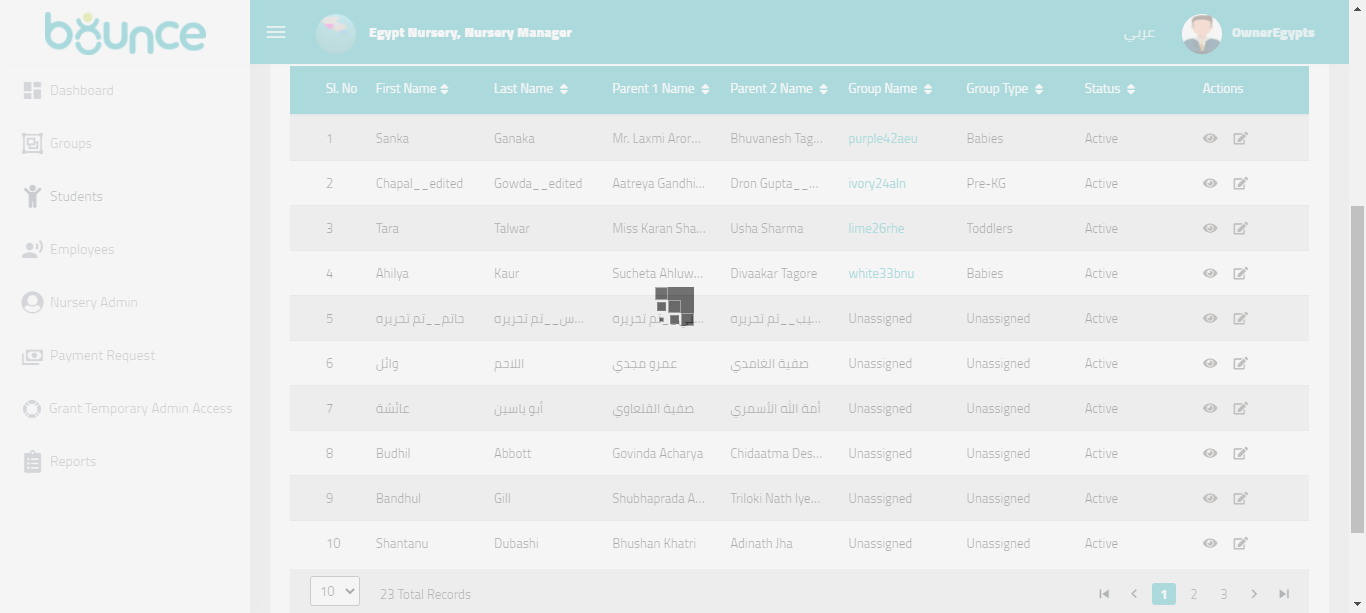 bounce
Egypt Nursery, Nursery Manager
عربي
OwnerEgypts
Dashboard
Groups
Students
Employees
Nursery Admin
Payment Request
Grant Temporary Admin Access
Reports
Sl. No First Name Last Name Parent 1 Name Parent 2 Name Group Name Group Type Status Actions
1 Sanka Ganaka Mr. Laxmi Aror... Bhuvanesh Tag... purple42aeu Babies Active
2 Chapal__edited Gowda__edited Aatreya Gandhi... Dron Gupta__... ivory24aln Pre-KG Active
3 Tara Talwar Miss Karan Sha... Usha Sharma lime26rhe Toddlers Active
4 Ahilya Kaur Sucheta Ahluw... Divaakar Tagore white33bnu Babies Active
5 حاتم__تم تحريره س__تم تحريره... تم تحريره يب__تم تحريره... Unassigned Unassigned Active
6 وائل اللاحم عمرو مجدي صفية الغامدي Unassigned Unassigned Active
7 عائشة أبو ياسين صفية القلعاوي أمة الله الأسمري Unassigned Unassigned Active
8 Budhil Abbott Govinda Acharya Chidaatma Des... Unassigned Unassigned Active
9 Bandhul Gill Shubhaprada A... Triloki Nath Iye... Unassigned Unassigned Active
10 Shantanu Dubashi Bhushan Khatri Adinath Jha Unassigned Unassigned Active
10 23 Total Records 1 2 3